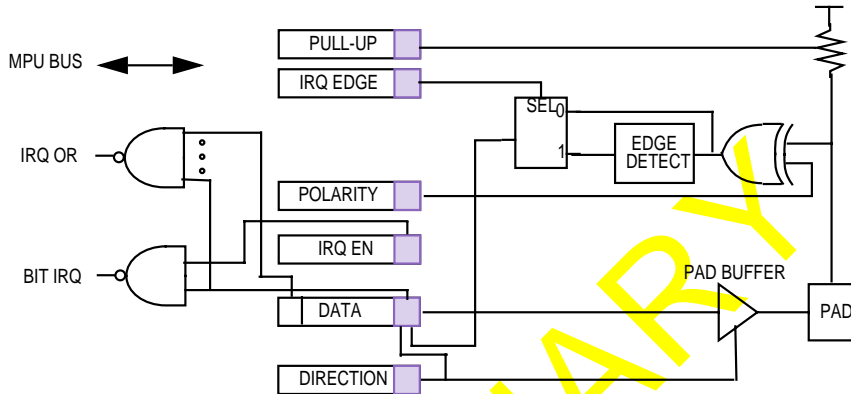 PULL-UP
MPU BUS
IRQ EDGE
SEL
0
1
EDGE
DETECT
IRQ OR
POLARITY
IRQ EN
BIT IRQ
PAD BUFFER
DATA
PAD
DIRECTION